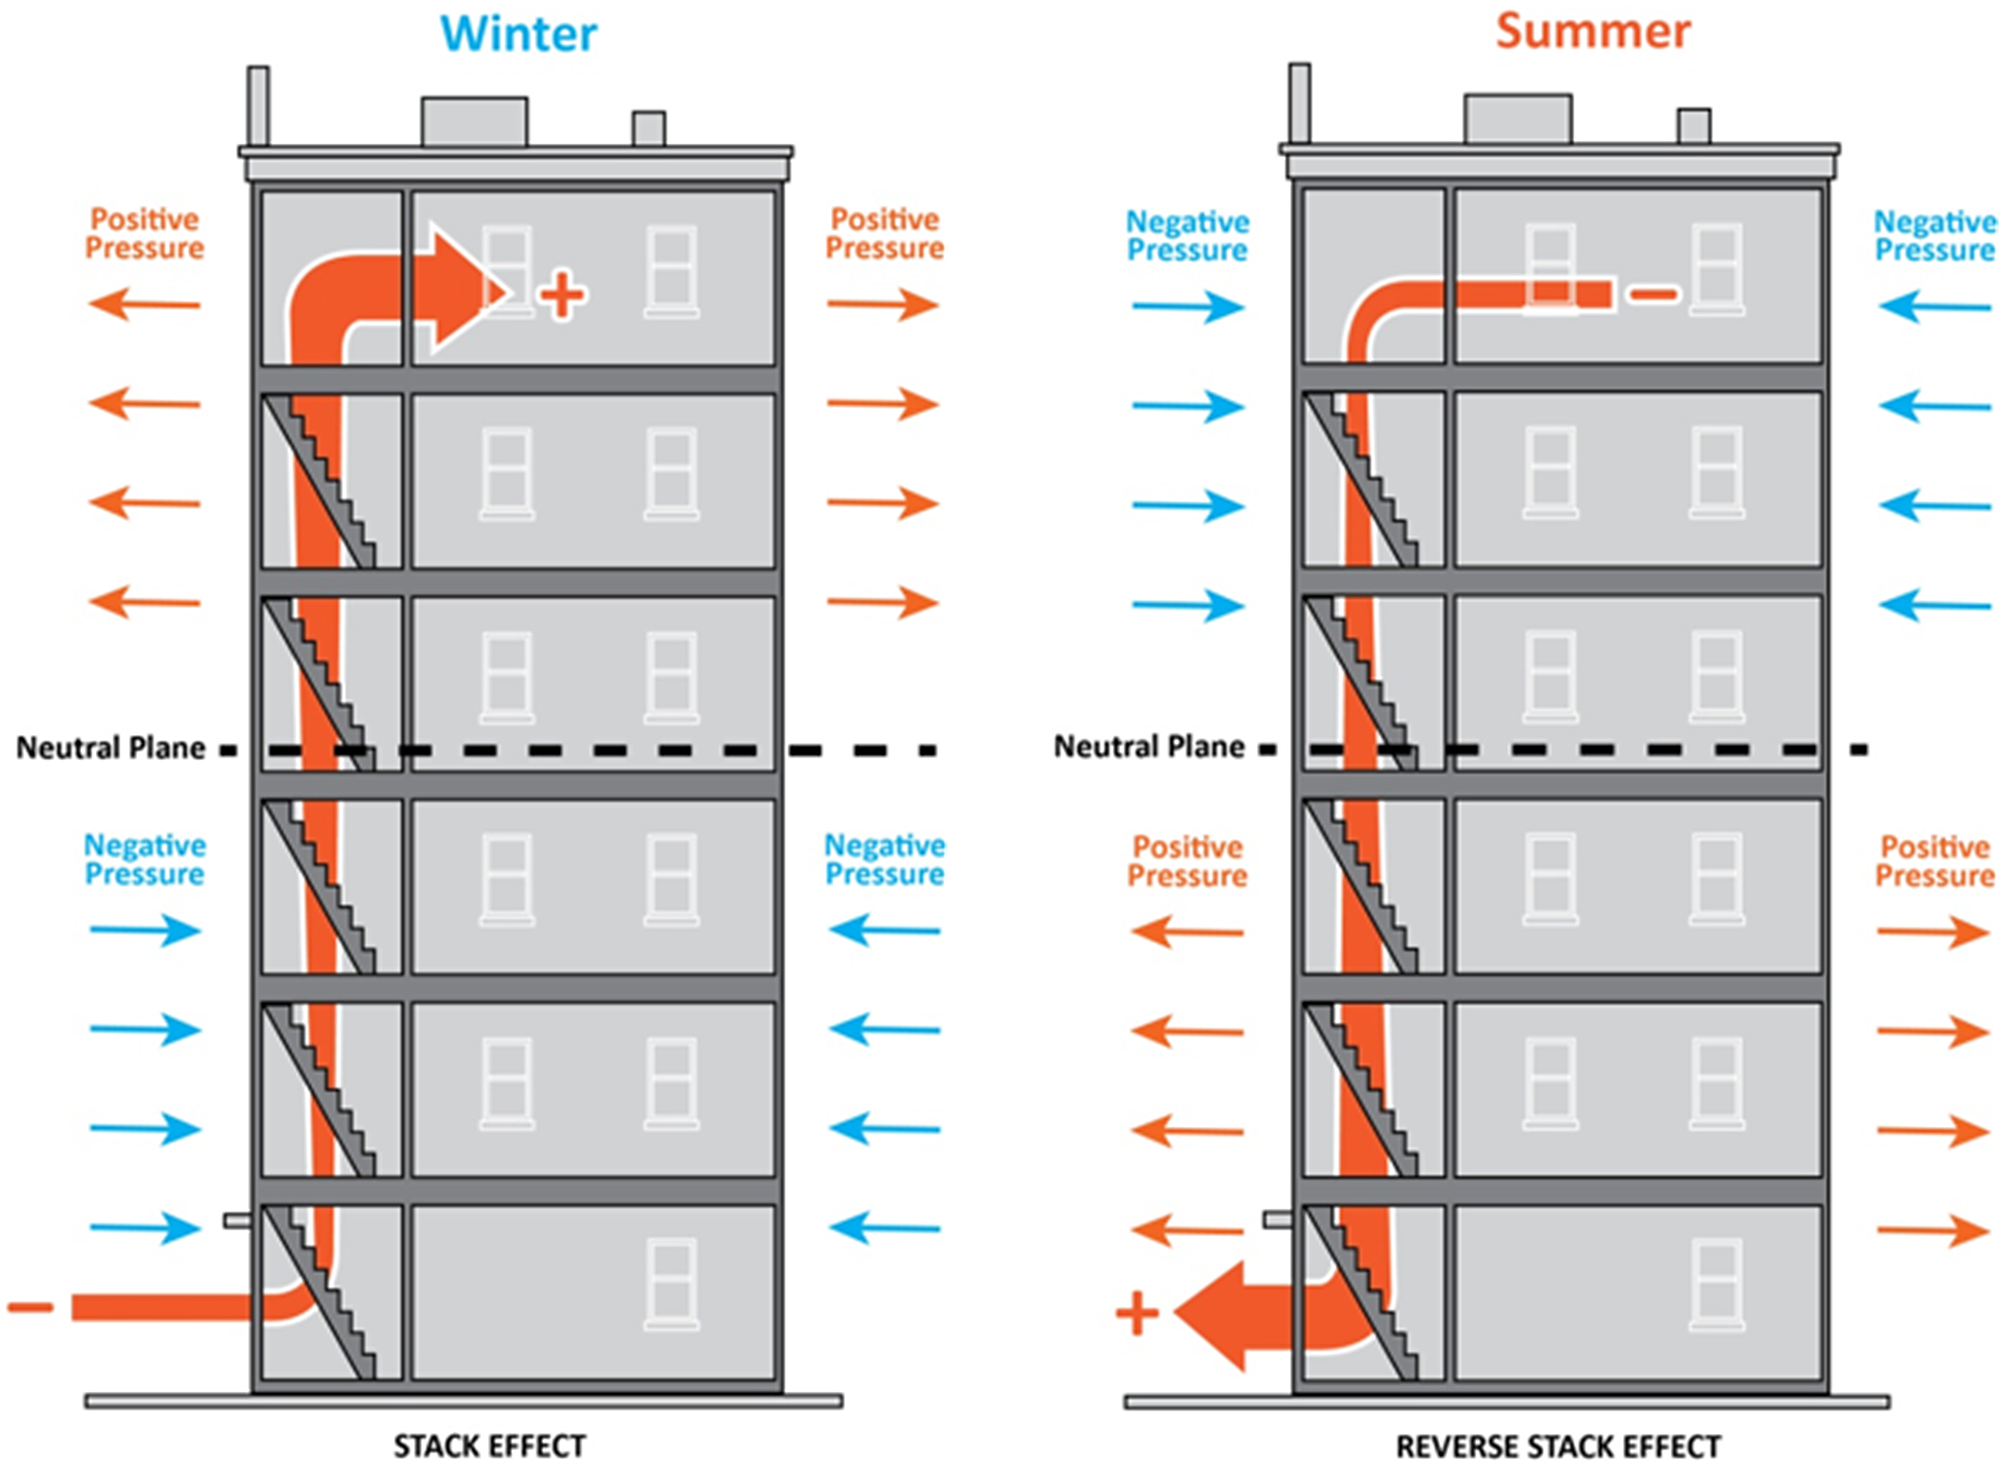 Winter
Summer
Positive
Pressure
Positive
Pressure
Negative
Pressure
Negative
Pressure
+
−
Neutral Plane
Neutral Plane
Negative
Pressure
Negative
Pressure
Positive
Pressure
Positive
Pressure
−
+
STACK EFFECT
REVERSE STACK EFFECT